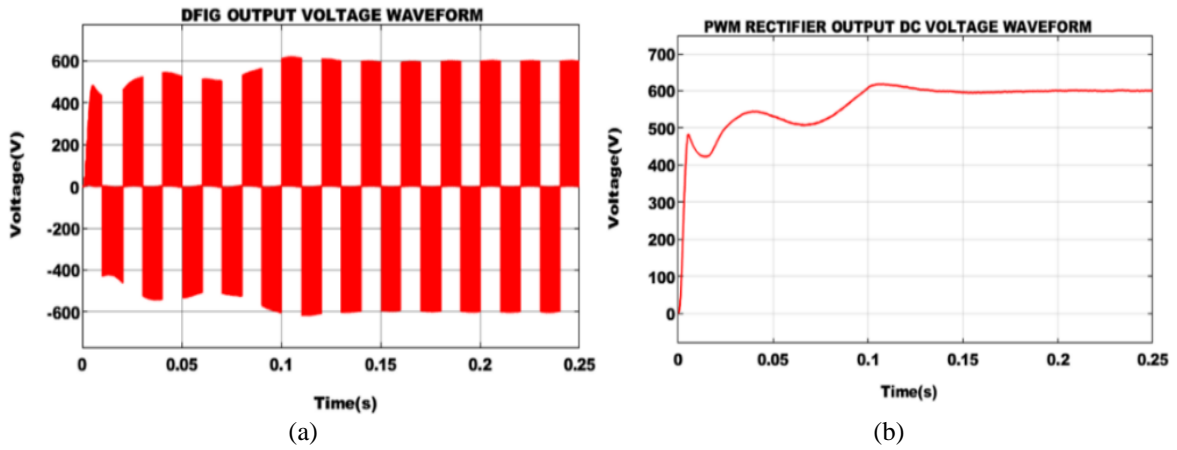 DFIG OUTPUT VOLTAGE WAVEFORM
600
400
200
0
-200
-400
-600
Voltage(V)
0 0.05 0.1 0.15 0.2 0.25
Time(s)
(a)
PWM RECTIFIER OUTPUT DC VOLTAGE WAVEFORM
700
600
500
400
300
200
100
0
Voltage(V)
0 0.05 0.1 0.15 0.2 0.25
Time(s)
(b)